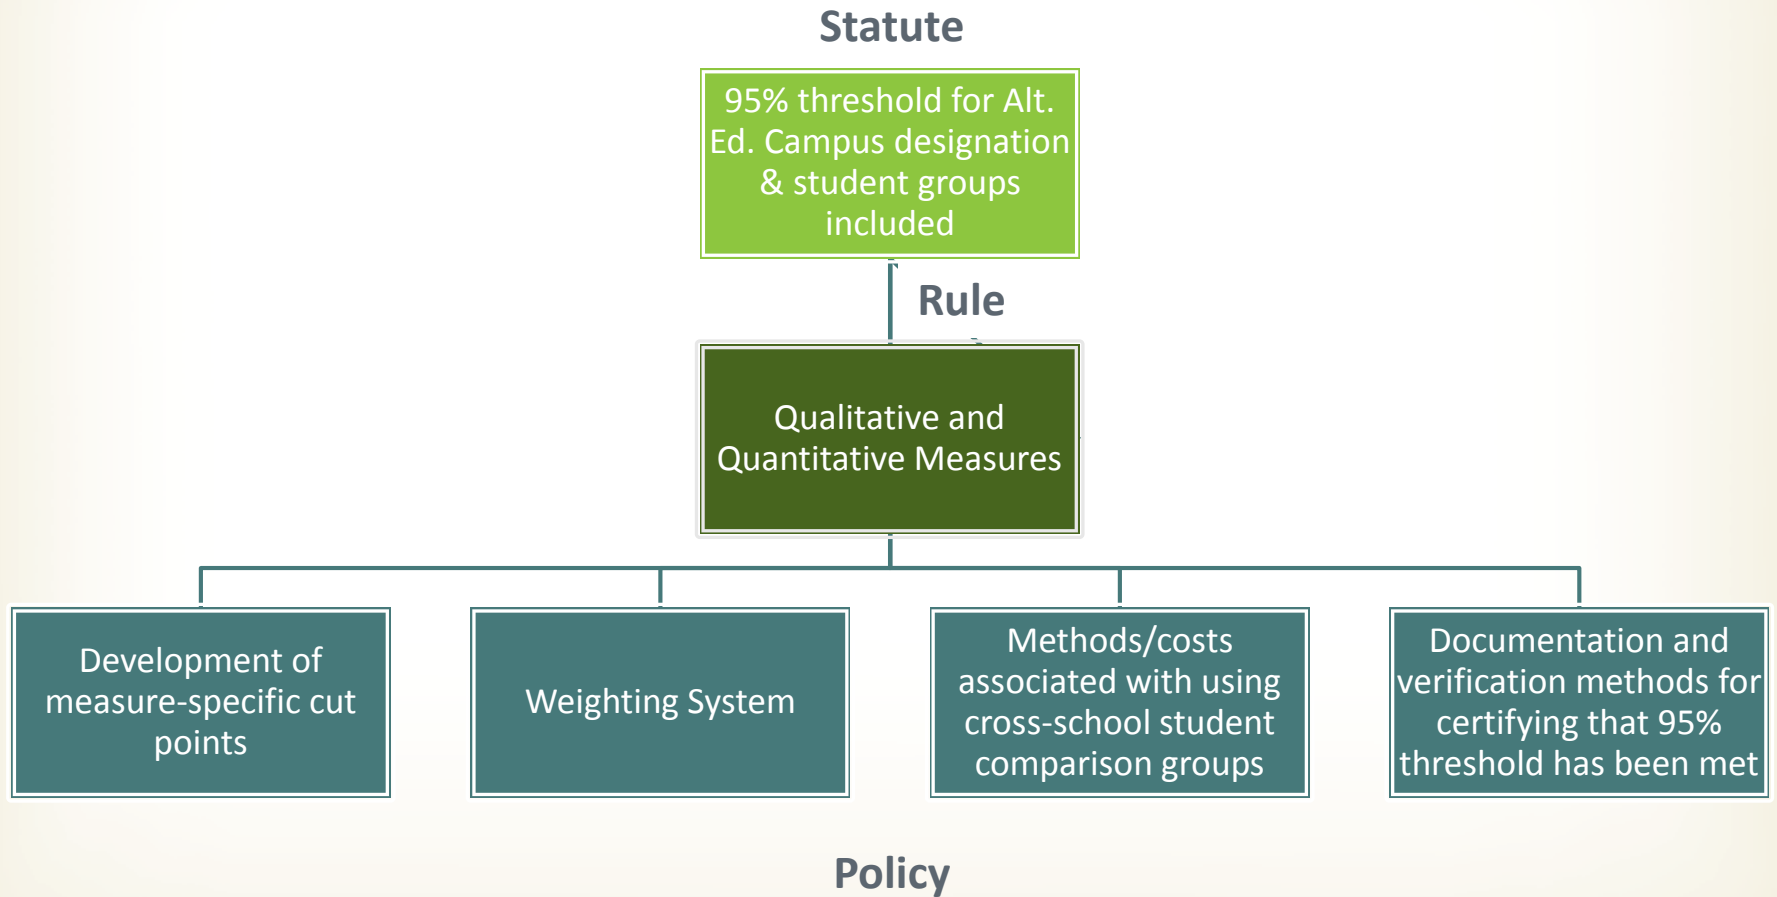 Statute
95% threshold for Alt.
Ed. Campus designation
& student groups
included
Rule
Qualitative and
Quantitative Measures
Development of
measure-specific cut
points
Weighting System
Methods/costs
associated with using
cross-school student
comparison groups
Documentation and
verification methods for
certifying that 95%
threshold has been met
Policy